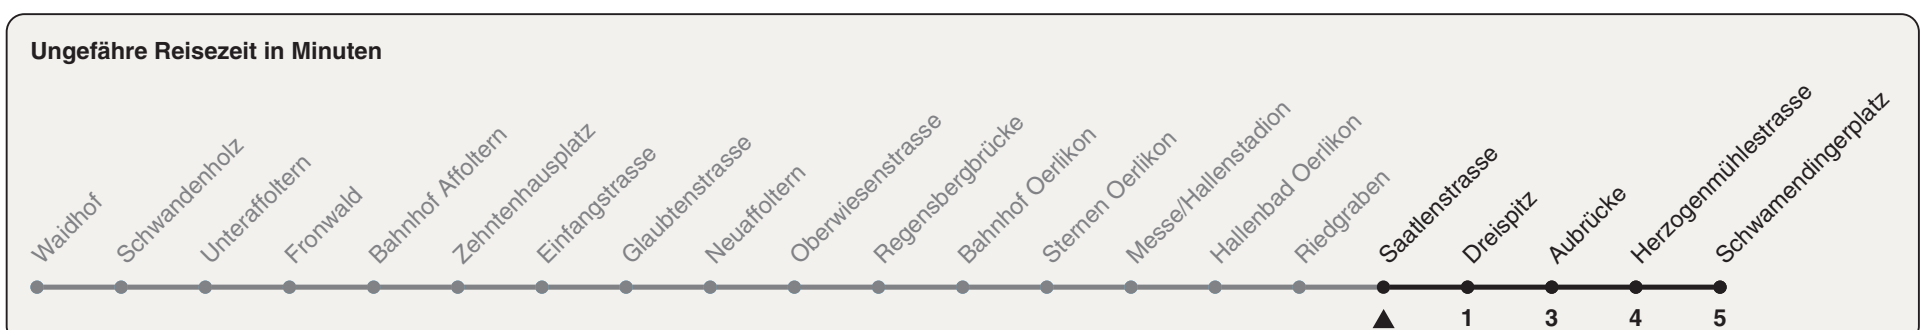 Ungefähre Reisezeit in Minuten
Waidhof
Schwandenholz
Unteraffoltern
Fronwald
Bahnhof Affoltern
Zehntenhausplatz
Einfangstrasse
Glaubtenstrasse
Neuaffoltern
Oberwiesenstrasse
Regensbergbrücke
Bahnhof Oerlikon
Sternen Oerlikon
Messe/Hallenstadion
Hallenbad Oerlikon
Riedgraben
Saatlenstrasse
Dreispitz
Aubrücke
Herzogenmühlestrasse
Schwamendingerplatz
1 3 4 5